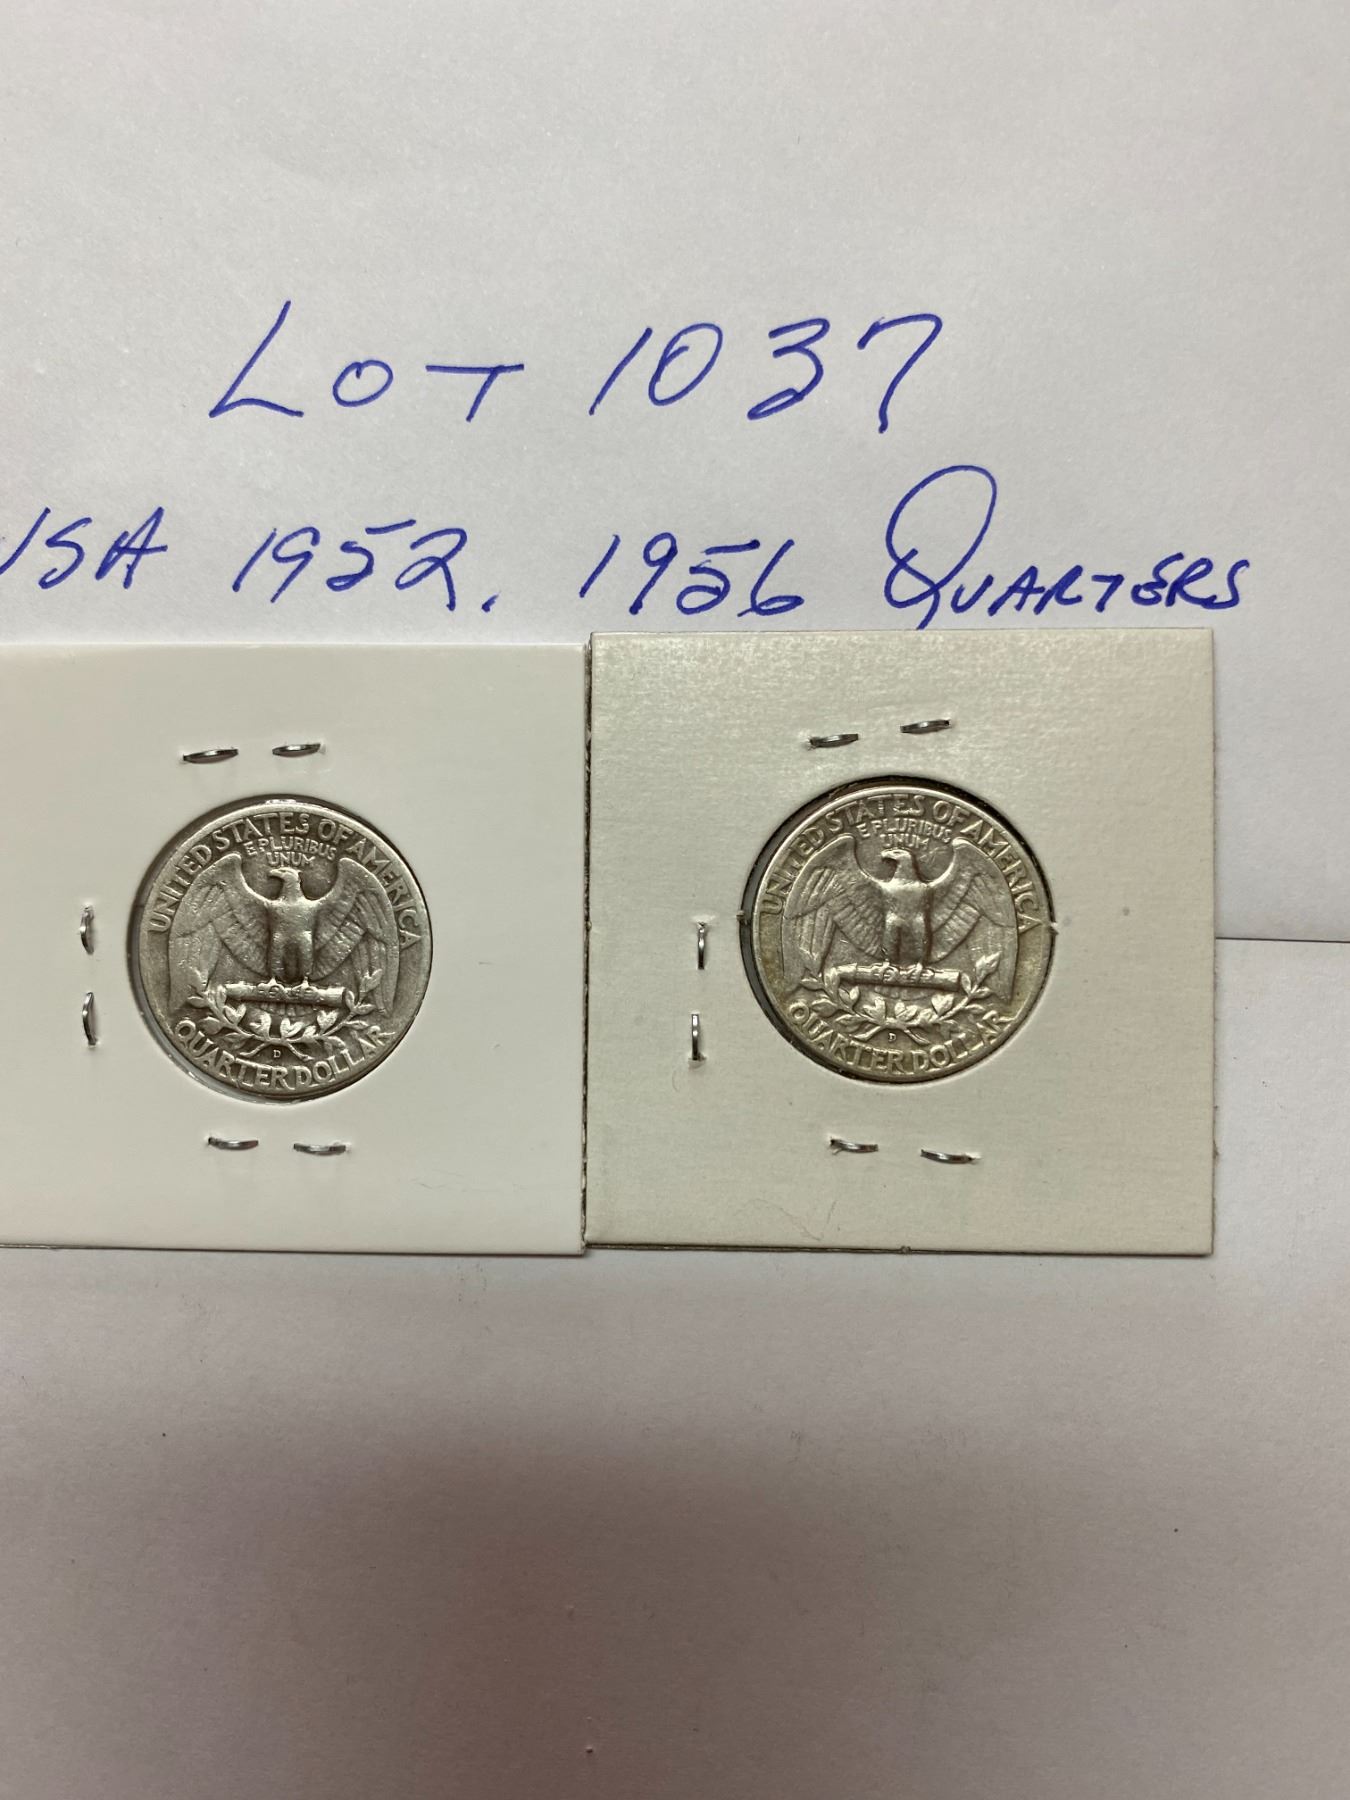 LOT 1037
USA 1952, 1956 QUARTERS
UNITED STATES OF AMERICA
E PLURIBUS
UNUM
D
QUARTER DOLLAR
UNITED STATES OF AMERICA
E PLURIBUS
UNUM
D
QUARTER DOLLAR